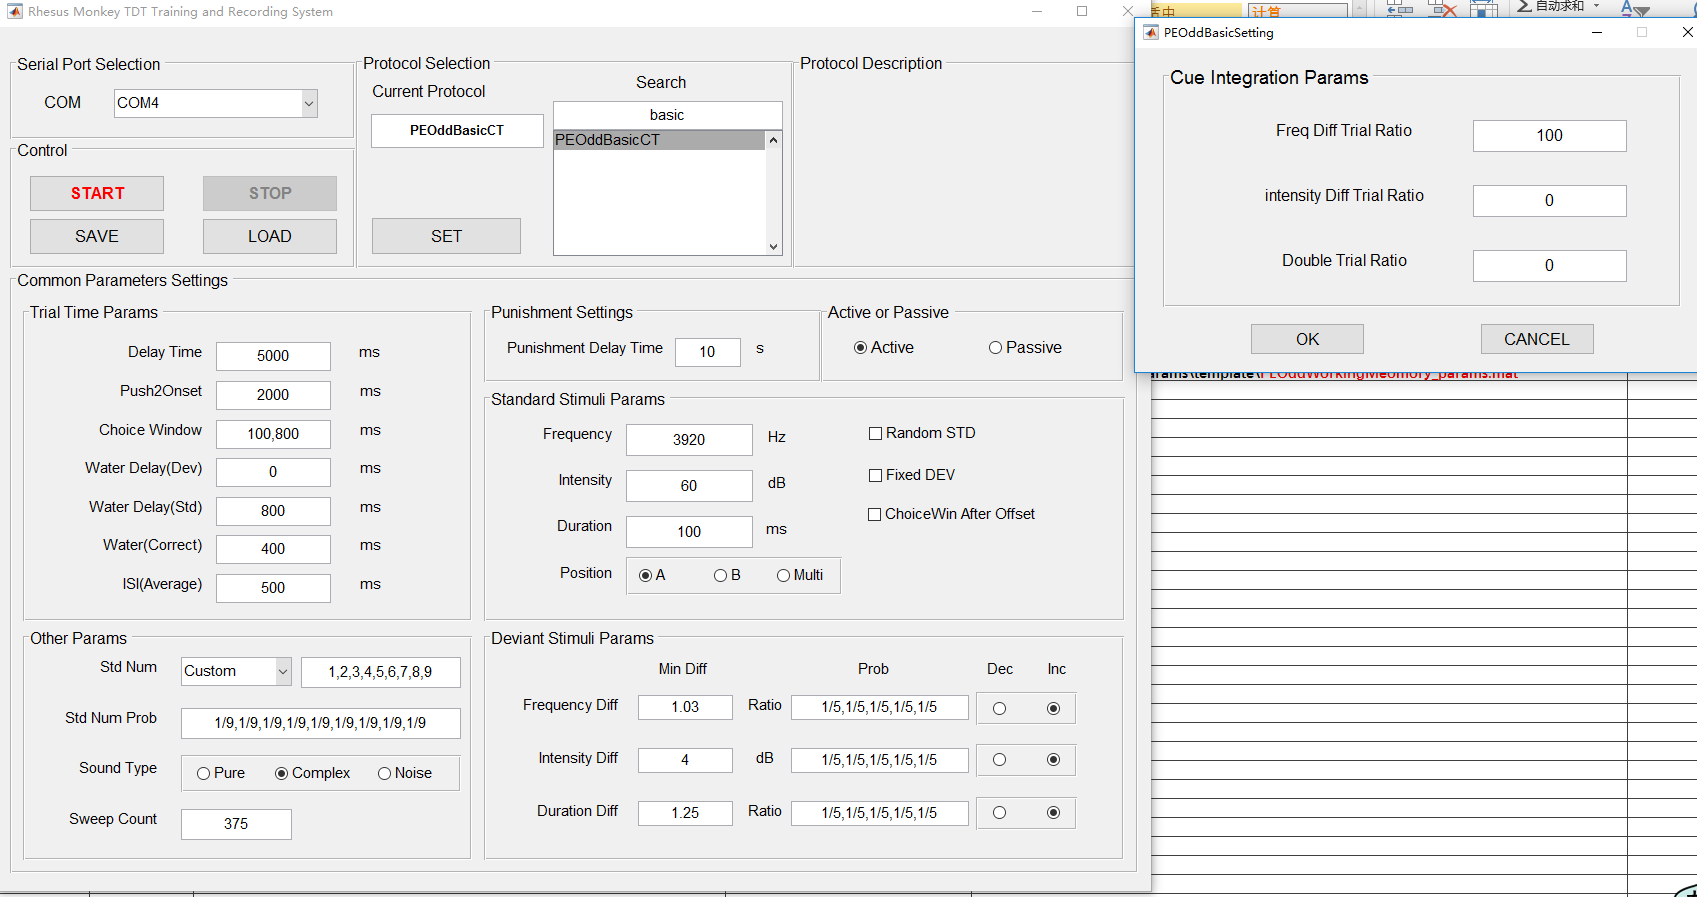 Rhesus Monkey TDT Training and Recording System
Serial Port Selection
COM
COM4
Control
START
STOP
SAVE
LOAD
Protocol Selection
Current Protocol
PEOddBasicCT
SET
Search
basic
PEOddBasicCT
Protocol Description
Common Parameters Settings
Trial Time Params
Delay Time 5000 ms
Push2Onset 2000 ms
Choice Window 100,800 ms
Water Delay(Dev) 0 ms
Water Delay(Std) 800 ms
Water(Correct) 400 ms
ISI(Average) 500 ms
Punishment Settings
Punishment Delay Time 10 s
Active or Passive
Active Passive
Standard Stimuli Params
Frequency 3920 Hz
Intensity 60 dB
Duration 100 ms
Position A B Multi
Random STD
Fixed DEV
ChoiceWin After Offset
Other Params
Std Num Custom 1,2,3,4,5,6,7,8,9
Std Num Prob 1/9,1/9,1/9,1/9,1/9,1/9,1/9,1/9,1/9
Sound Type Pure Complex Noise
Sweep Count 375
Deviant Stimuli Params
Min Diff Prob Dec Inc
Frequency Diff 1.03 Ratio 1/5,1/5,1/5,1/5,1/5
Intensity Diff 4 dB 1/5,1/5,1/5,1/5,1/5
Duration Diff 1.25 Ratio 1/5,1/5,1/5,1/5,1/5
适中
计算
自动求和
PEOddBasicSetting
Cue Integration Params
Freq Diff Trial Ratio 100
intensity Diff Trial Ratio 0
Double Trial Ratio 0
OK
CANCEL
arams\template\PEOddWorkingMeomory_params.mat